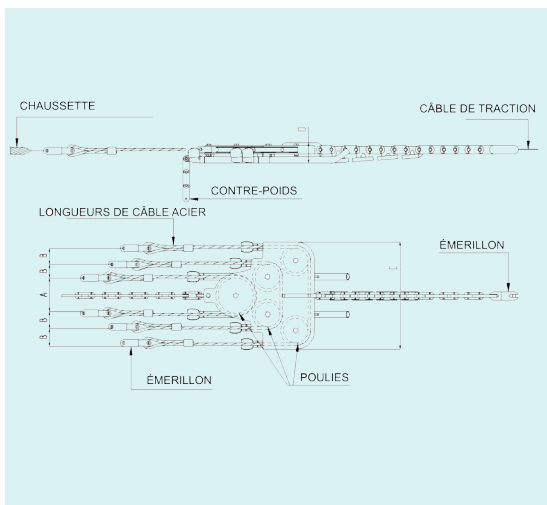 CHAUSSETTE
CÂBLE DE TRACTION
CONTRE-POIDS
LONGUEURS DE CÂBLE ACIER
ÉMERILLON
B
B
A
B
B
ÉMERILLON
POULIES